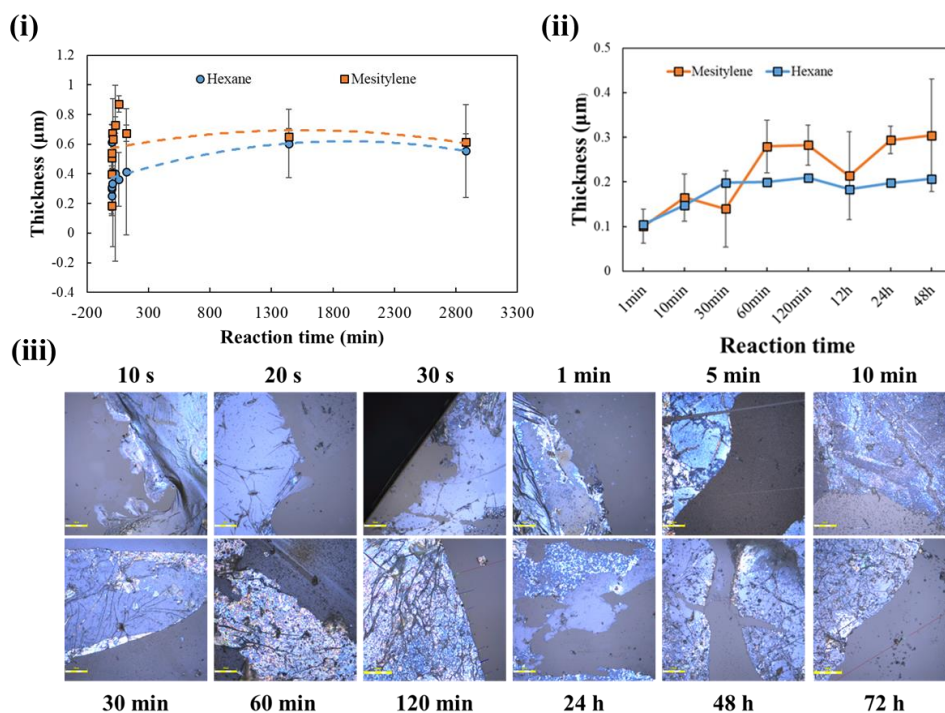 (i)
1.2
1
0.8
0.6
0.4
0.2
0
-0.2
-0.4
Thickness (μm)
Hexane
Mesitylene
-200 300 800 1300 1800 2300 2800 3300
Reaction time (min)
(ii)
0.5
0.4
0.3
0.2
0.1
0
Thickness (μm)
Mesitylene
Hexane
1min 10min 30min 60min 120min 12h 24h 48h
Reaction time
(iii)
10 s 20 s 30 s 1 min 5 min 10 min
30 min 60 min 120 min 24 h 48 h 72 h